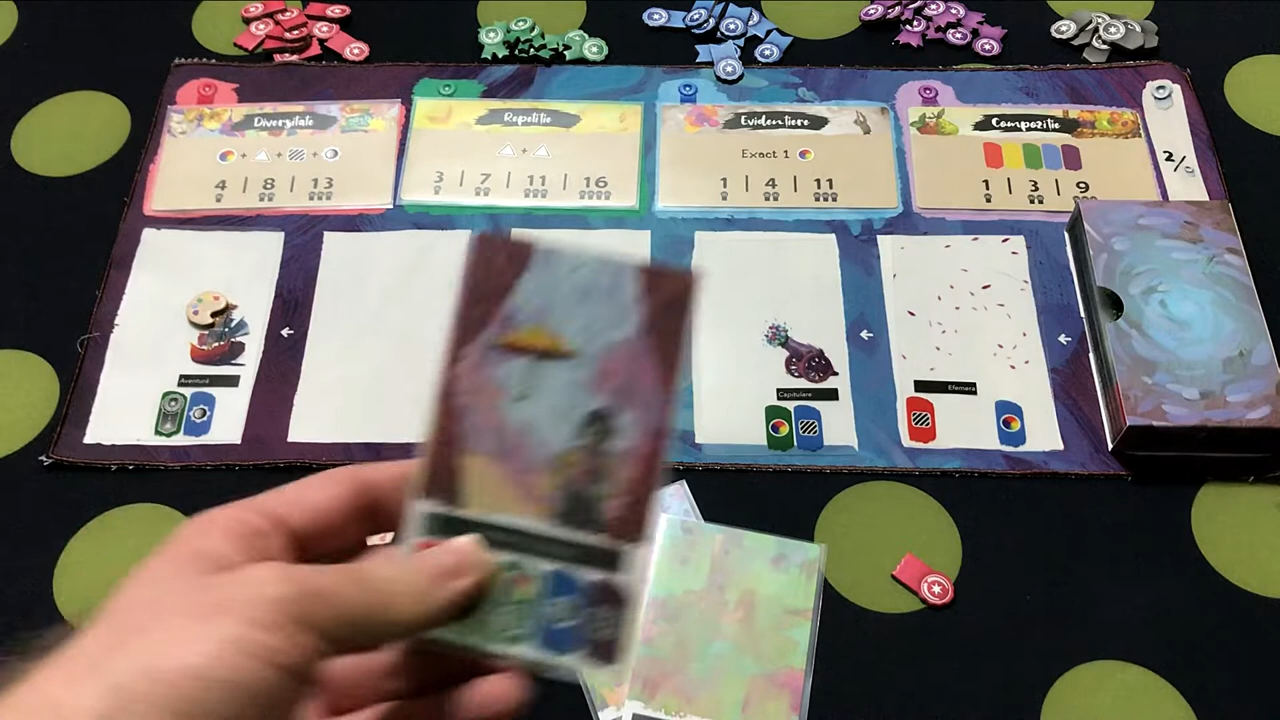 Diversitate
+ + +
4 | 8 | 13
Repetiție
+
3 | 7 | 11 | 16
Evidențiere
Exact 1
1 | 4 | 11
Compoziție
1 | 3 | 9
2/
Aventură
Capitulare
Efemera